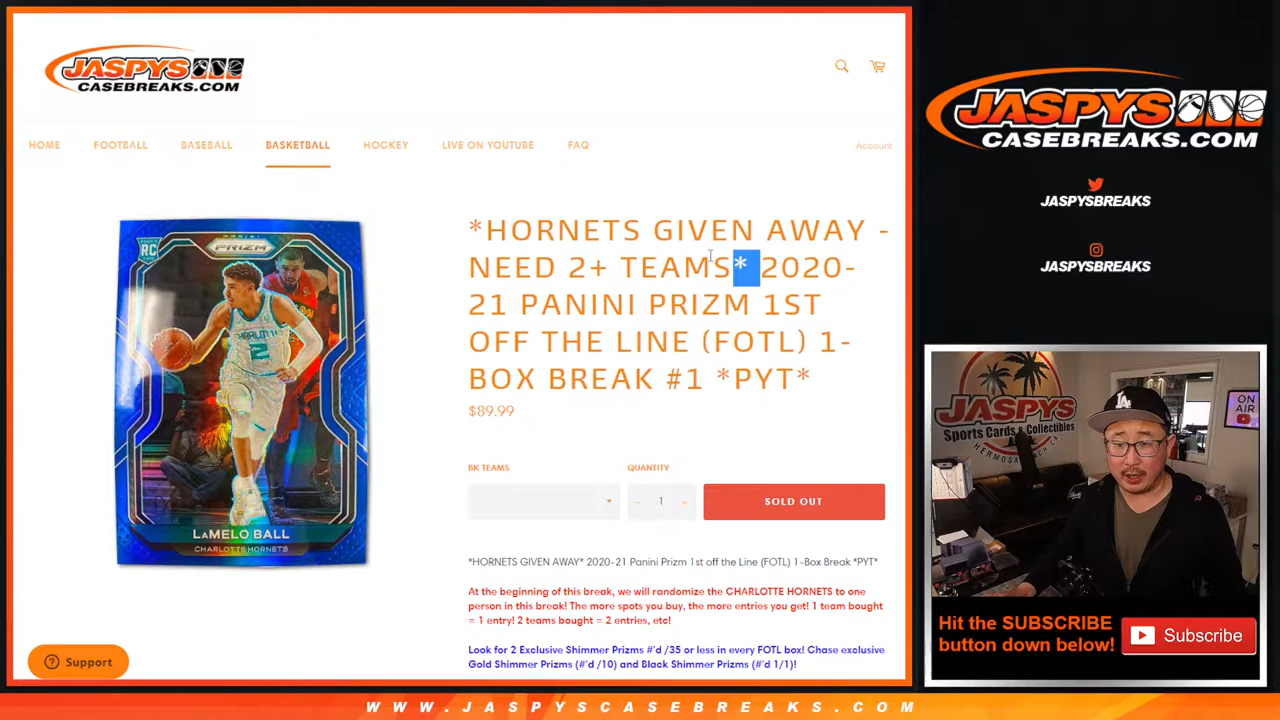 JASPYS
CASEBREAKS.COM
HOME
FOOTBALL
BASEBALL
BASKETBALL
HOCKEY
LIVE ON YOUTUBE
FAQ
Account
RC
PRIZM
LAMELO BALL
CHARLOTTE HORNETS
*HORNETS GIVEN AWAY -
NEED 2+ TEAMS* 2020-
21 PANINI PRIZM 1ST
OFF THE LINE (FOTL) 1-
BOX BREAK #1 *PYT*
$89.99
BK TEAMS
QUANTITY
- 1 +
SOLD OUT
*HORNETS GIVEN AWAY* 2020-21 Panini Prizm 1st off the Line (FOTL) 1-Box Break *PYT*
At the beginning of this break, we will randomize the CHARLOTTE HORNETS to one
person in this break! The more spots you buy, the more entries you get! 1 team bought
= 1 entry! 2 teams bought = 2 entries, etc!
Look for 2 Exclusive Shimmer Prizms #'d /35 or less in every FOTL box! Chase exclusive
Gold Shimmer Prizms (#'d /10) and Black Shimmer Prizms (#'d 1/1)!
Support
JASPYS
CASEBREAKS.COM
JASPYSBREAKS
JASPYSBREAKS
JASPYS
Sports Cards & Collectibles
LA
ON
AIR
Hit the SUBSCRIBE
button down below!
Subscribe
WWW.JASPYSCASEBREAKS.COM